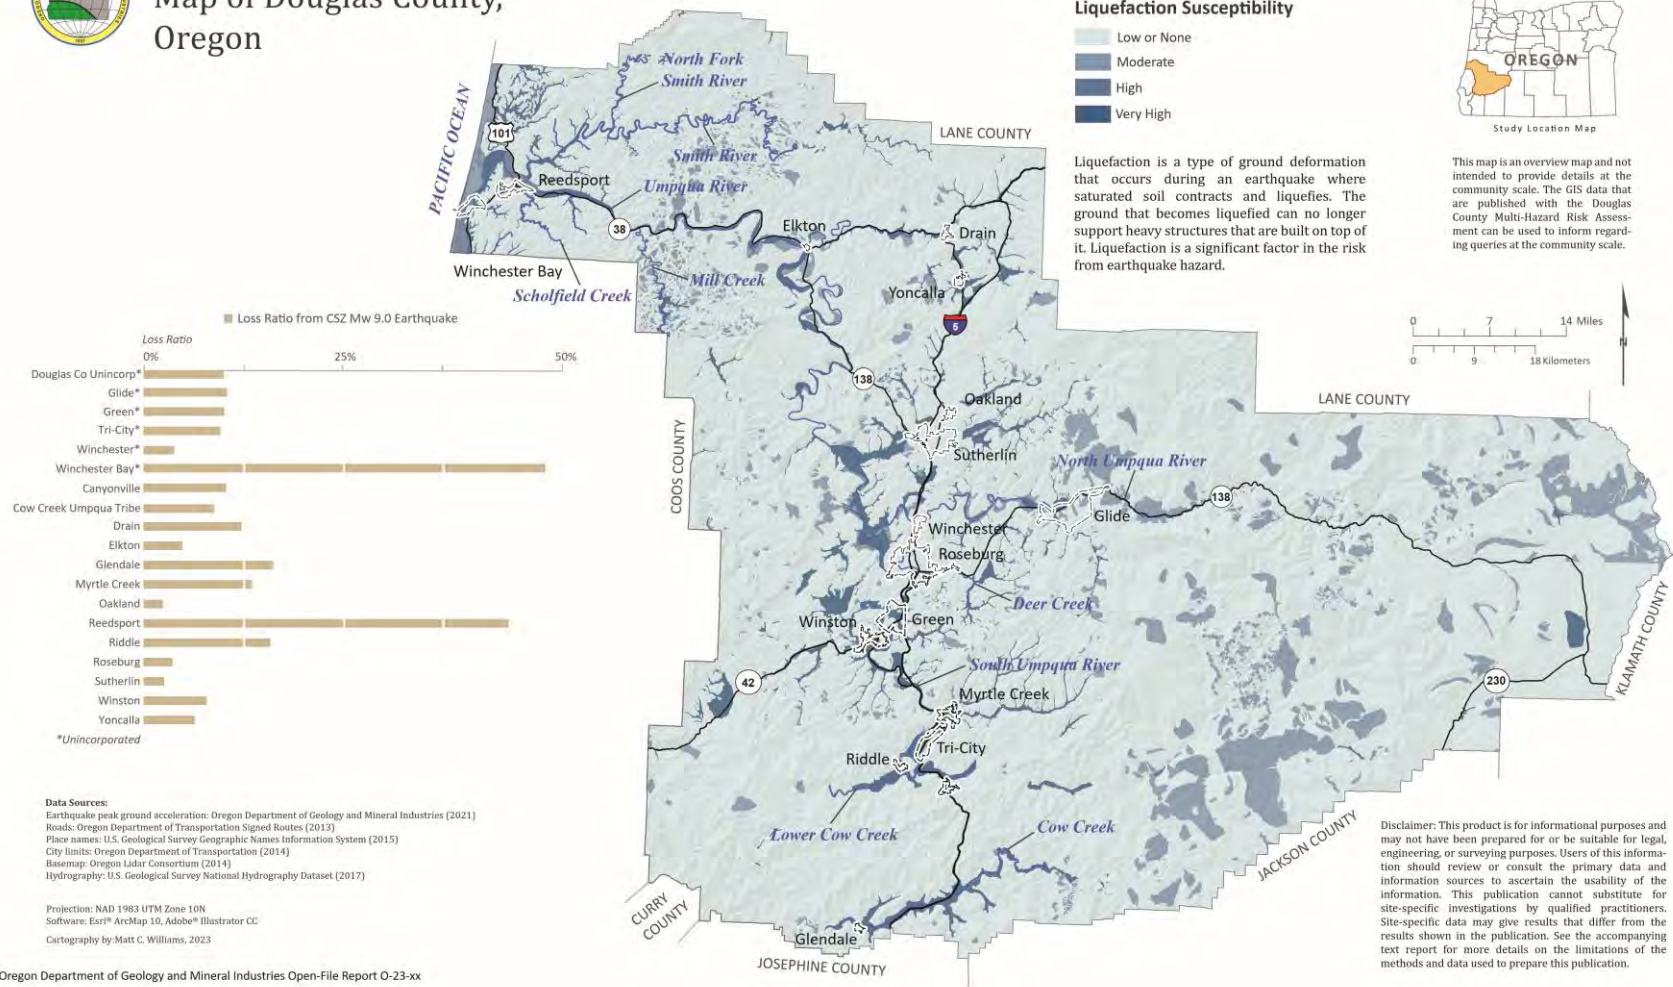 Map of Douglas County,
Oregon
1937
Liquefaction Susceptibility
Low or None
Moderate
High
Very High
Liquefaction is a type of ground deformation
that occurs during an earthquake where
saturated soil contracts and liquefies. The
ground that becomes liquefied can no longer
support heavy structures that are built on top of
it. Liquefaction is a significant factor in the risk
from earthquake hazard.
OREGON
Study Location Map
This map is an overview map and not
intended to provide details at the
community scale. The GIS data that
are published with the Douglas
County Multi-Hazard Risk Assess-
ment can be used to inform regard-
ing queries at the community scale.
0 7 14 Miles
0 9 18 Kilometers
N
PACIFIC OCEAN
North Fork
Smith River
101
LANE COUNTY
Smith River
Reedsport
Umpqua River
38
Elkton
Drain
Winchester Bay
Scholfield Creek
Mill Creek
Yoncalla
5
138
Oakland
LANE COUNTY
COOS COUNTY
Sutherlin
North Umpqua River
138
Glide
Winchester
Roseburg
Deer Creek
Winston
Green
South Umpqua River
42
Myrtle Creek
230
KLAMATH COUNTY
Riddle
Tri-City
Lower Cow Creek
Cow Creek
JACKSON COUNTY
CURRY
COUNTY
Glendale
JOSEPHINE COUNTY
Loss Ratio from CSZ Mw 9.0 Earthquake
Loss Ratio
0% 25% 50%
Douglas Co Unincorp*
Glide*
Green*
Tri-City*
Winchester*
Winchester Bay*
Canyonville
Cow Creek Umpqua Tribe
Drain
Elkton
Glendale
Myrtle Creek
Oakland
Reedsport
Riddle
Roseburg
Sutherlin
Winston
Yoncalla
*Unincorporated
Data Sources:
Earthquake peak ground acceleration: Oregon Department of Geology and Mineral Industries (2021)
Roads: Oregon Department of Transportation Signed Routes (2013)
Place names: U.S. Geological Survey Geographic Names Information System (2015)
City limits: Oregon Department of Transportation (2014)
Basemap: Oregon Lidar Consortium (2014)
Hydrography: U.S. Geological Survey National Hydrography Dataset (2017)
Projection: NAD 1983 UTM Zone 10N
Software: Esri® ArcMap 10, Adobe® Illustrator CC
Cartography by:Matt C. Williams, 2023
Oregon Department of Geology and Mineral Industries Open-File Report O-23-xx
Disclaimer: This product is for informational purposes and
may not have been prepared for or be suitable for legal,
engineering, or surveying purposes. Users of this informa-
tion should review or consult the primary data and
information sources to ascertain the usability of the
information. This publication cannot substitute for
site-specific investigations by qualified practitioners.
Site-specific data may give results that differ from the
results shown in the publication. See the accompanying
text report for more details on the limitations of the
methods and data used to prepare this publication.